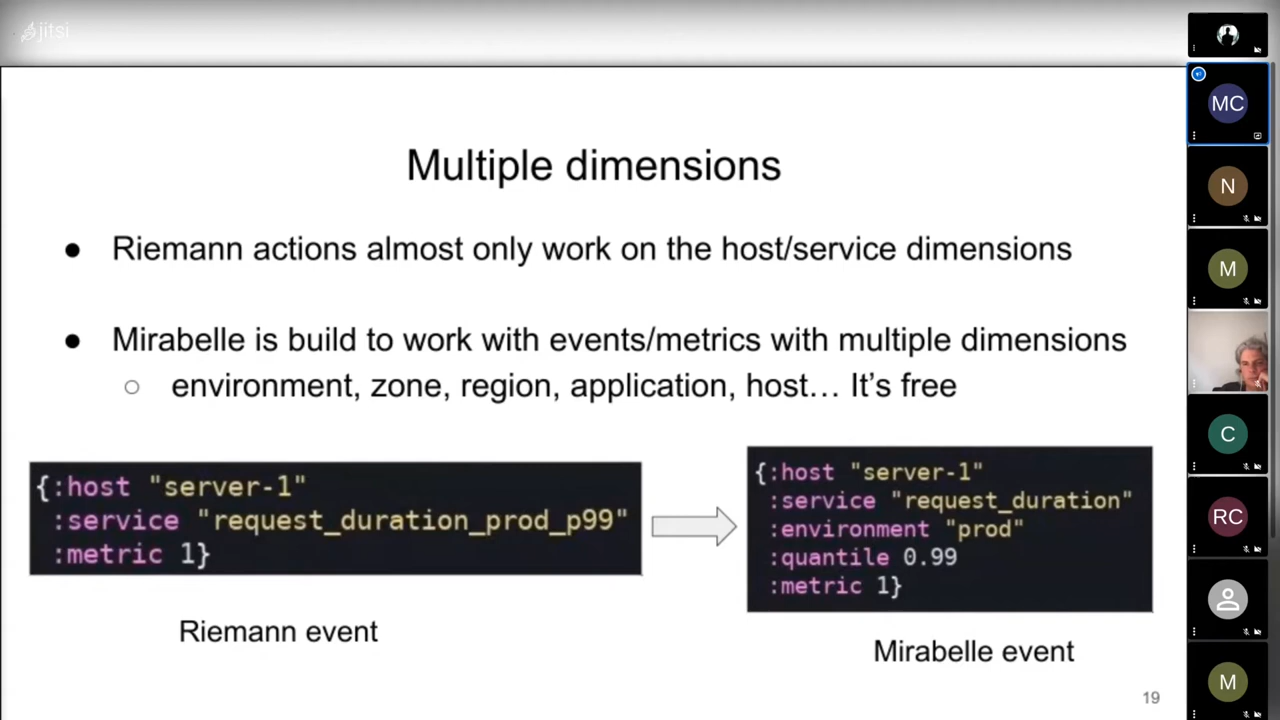 jitsi
Multiple dimensions
● Riemann actions almost only work on the host/service dimensions
● Mirabelle is build to work with events/metrics with multiple dimensions
○ environment, zone, region, application, host… It’s free
{:host "server-1"
:service "request_duration_prod_p99"
:metric 1}
Riemann event
{:host "server-1"
:service "request_duration"
:environment "prod"
:quantile 0.99
:metric 1}
Mirabelle event
19
MC
N
M
C
RC
M